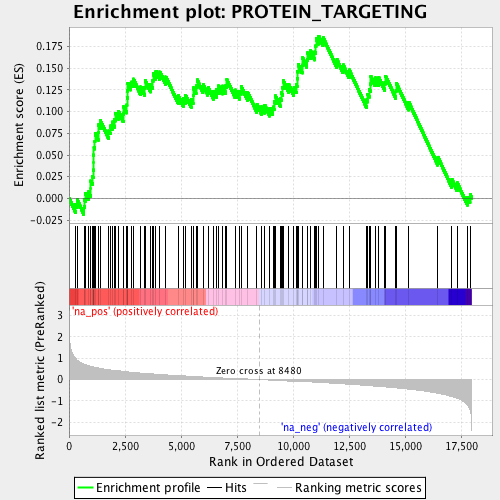 Enrichment plot: PROTEIN_TARGETING
Enrichment score (ES)
0.175
0.150
0.125
0.100
0.075
0.050
0.025
0.000
-0.025
'na_pos' (positively correlated)
Ranked list metric (PreRanked)
3
2
1
0
-1
-2
Zero cross at 8480
'na_neg' (negatively correlated)
0
2,500
5,000
7,500
10,000
12,500
15,000
17,500
Rank in Ordered Dataset
Enrichment profile
Hits
Ranking metric scores